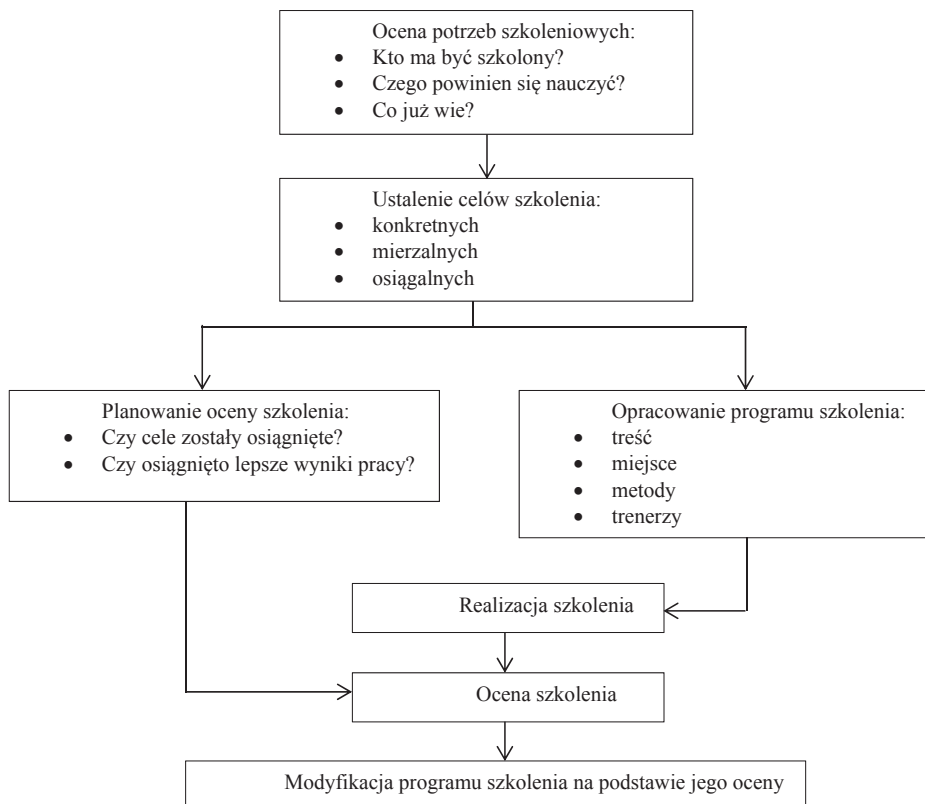 Ocena potrzeb szkoleniowych:
• Kto ma być szkolony?
• Czego powinien się nauczyć?
• Co już wie?
Ustalenie celów szkolenia:
• konkretnych
• mierzalnych
• osiągalnych
Planowanie oceny szkolenia:
• Czy cele zostały osiągnięte?
• Czy osiągnięto lepsze wyniki pracy?
Opracowanie programu szkolenia:
• treść
• miejsce
• metody
• trenerzy
Realizacja szkolenia
Ocena szkolenia
Modyfikacja programu szkolenia na podstawie jego oceny